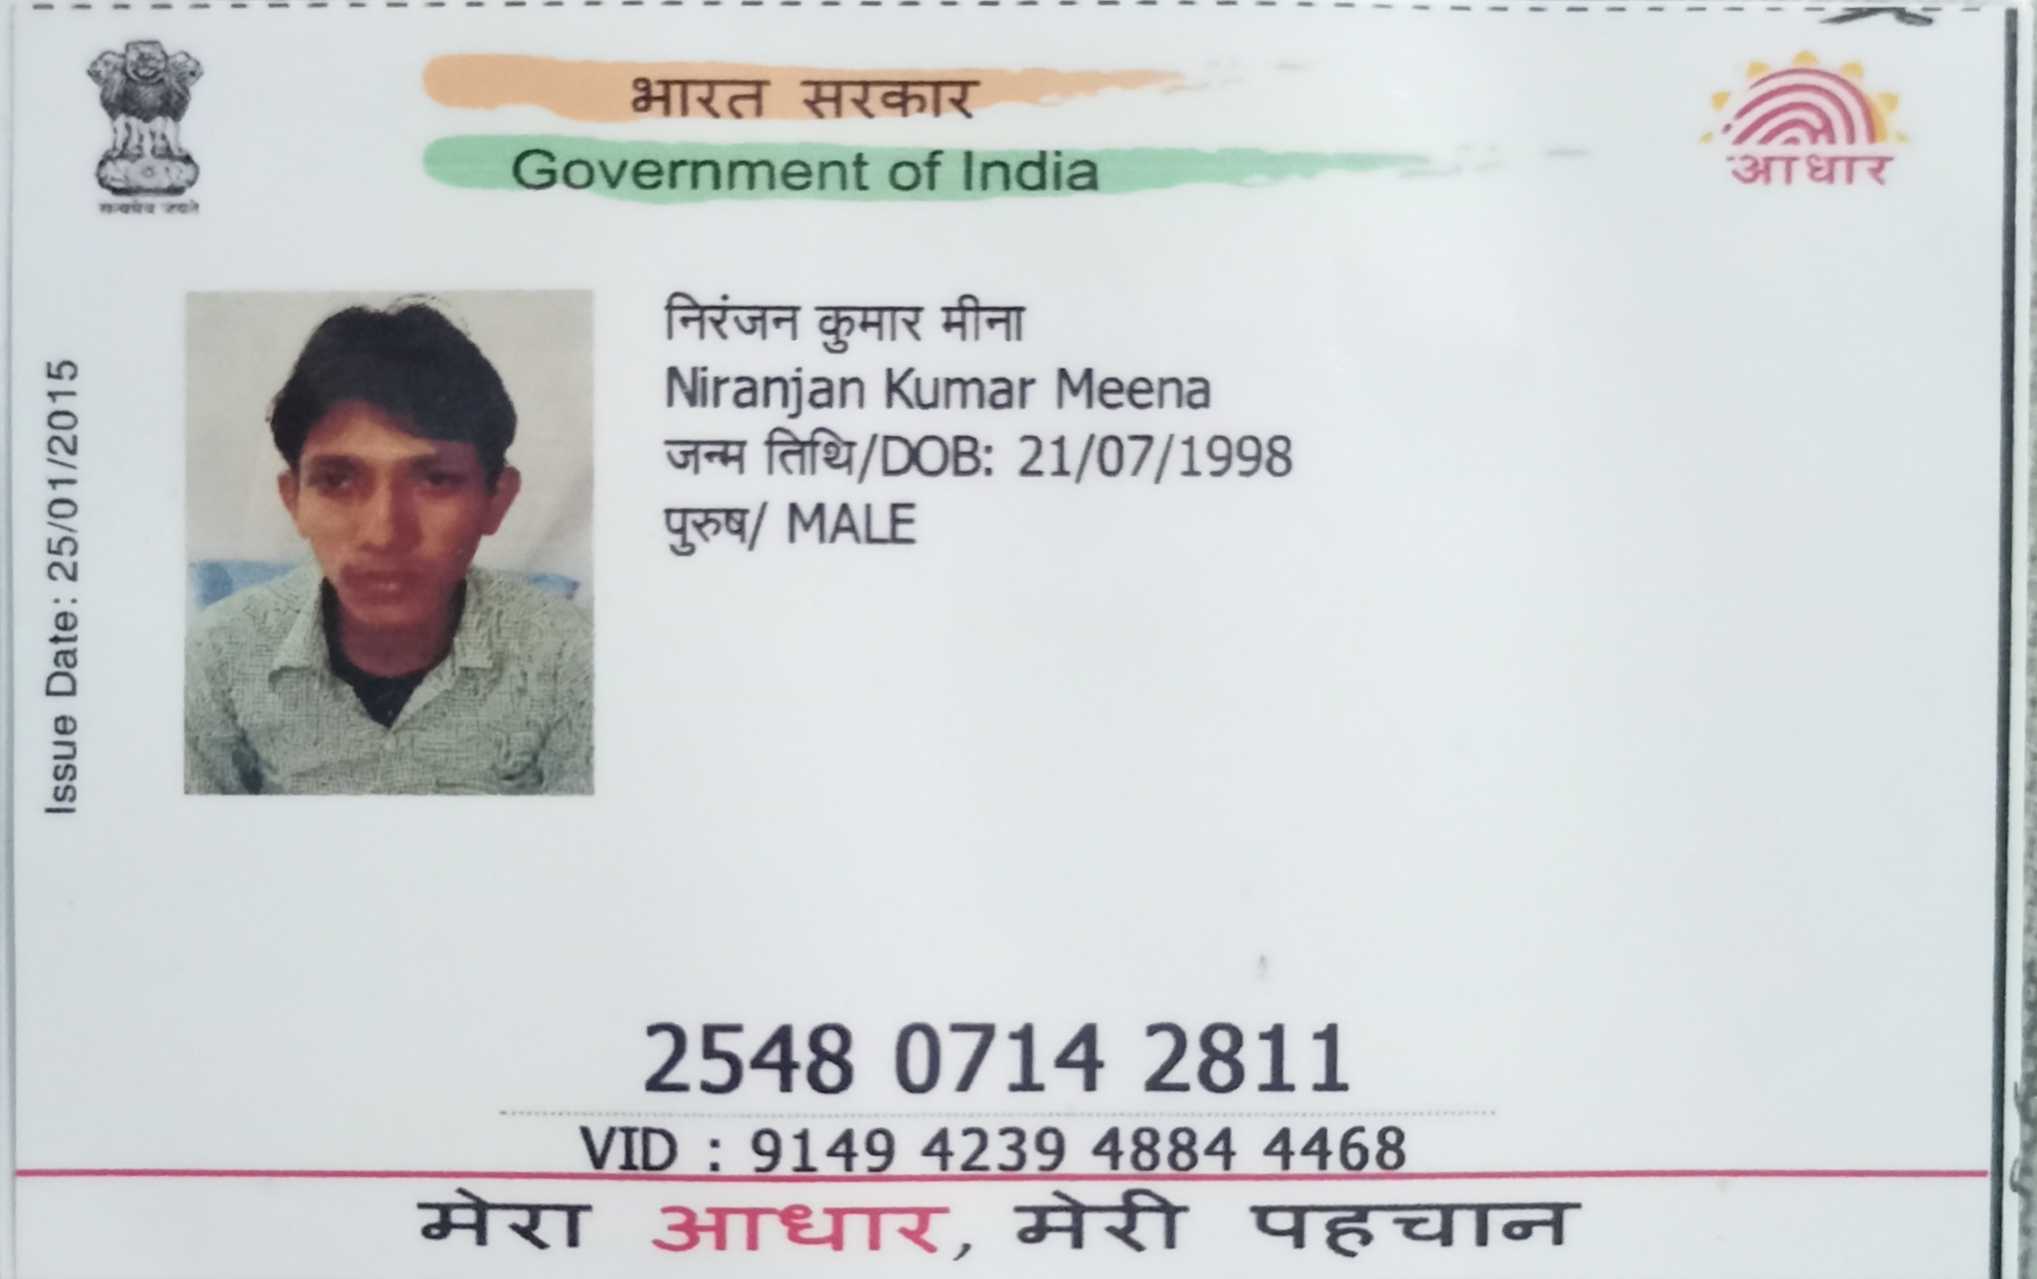 भारत सरकार
Government of India
सत्यमेव जयते
आधार
Issue Date: 25/01/2015
निरंजन कुमार मीना
Niranjan Kumar Meena
जन्म तिथि/DOB: 21/07/1998
पुरुष/ MALE
2548 0714 2811
VID : 9149 4239 4884 4468
मेरा आधार, मेरी पहचान